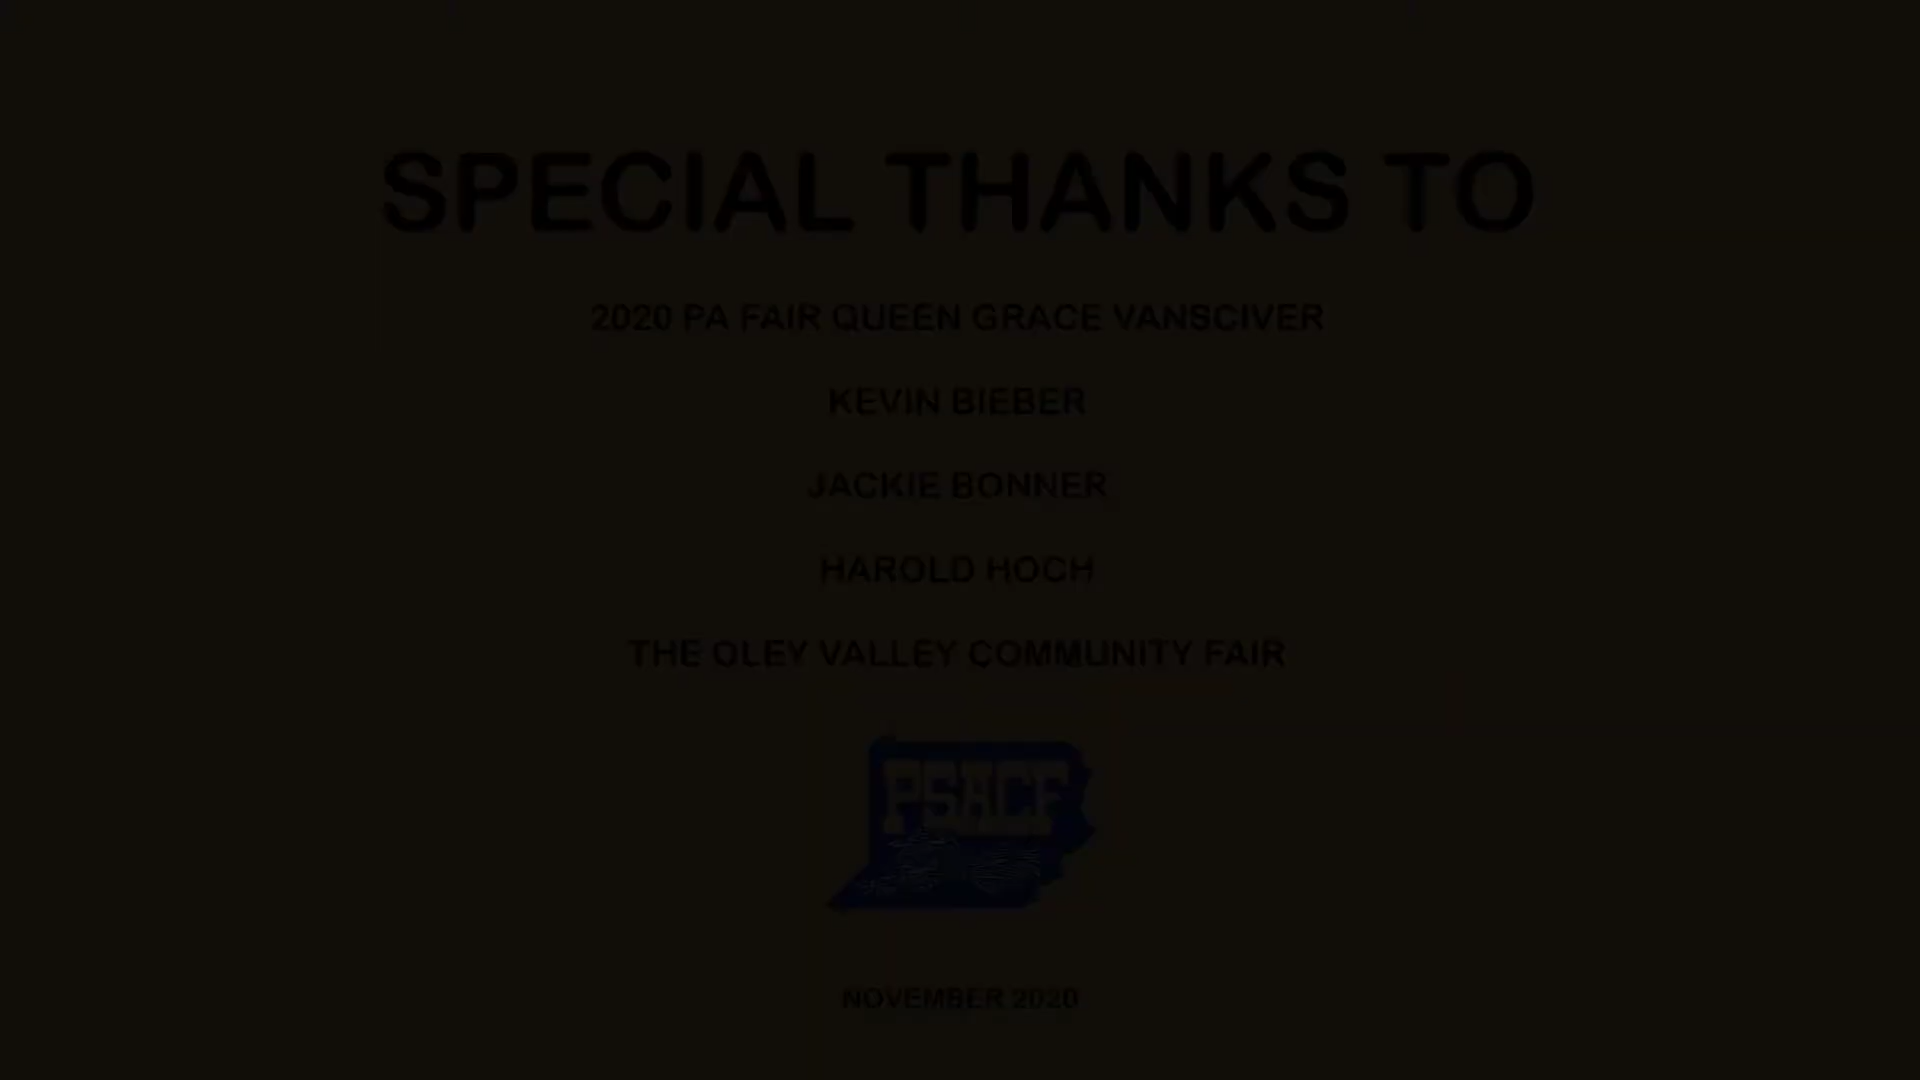 SPECIAL THANKS TO
2020 PA FAIR QUEEN GRACE VANSCIVER
KEVIN BIEBER
JACKIE BONNER
HAROLD HOCH
THE OLEY VALLEY COMMUNITY FAIR
PSACF
NOVEMBER 2020